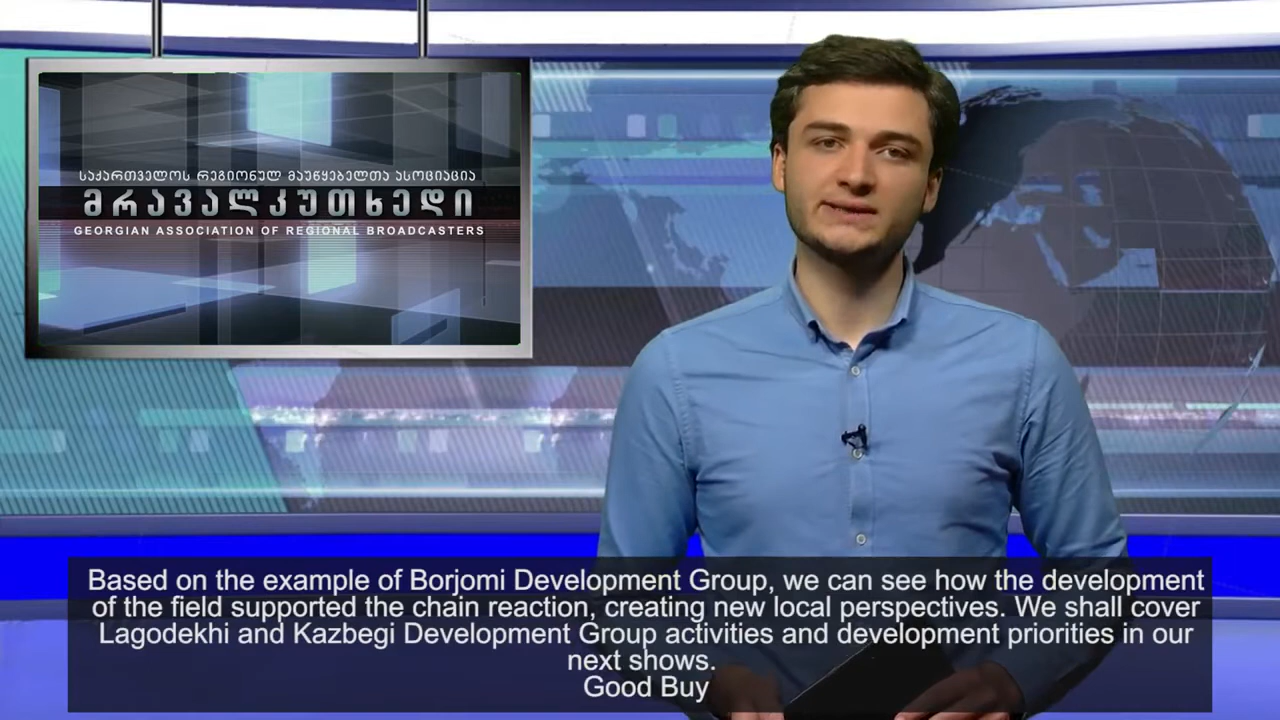 საქართველოს რეგიონულ მაუწყებელთა ასოციაცია
მრავალკუთხედი
GEORGIAN ASSOCIATION OF REGIONAL BROADCASTERS
Based on the example of Borjomi Development Group, we can see how the development
of the field supported the chain reaction, creating new local perspectives. We shall cover
Lagodekhi and Kazbegi Development Group activities and development priorities in our
next shows.
Good Buy